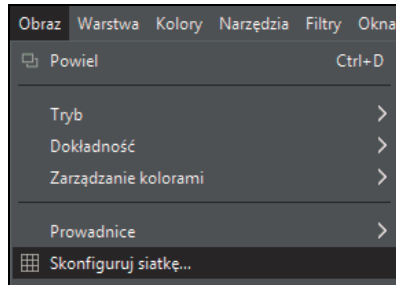 Obraz Warstwa Kolory Narzędzia Filtry Okna
Powiel Ctrl+D
Tryb
Dokładność
Zarządzanie kolorami
Prowadnice
Skonfiguruj siatkę...